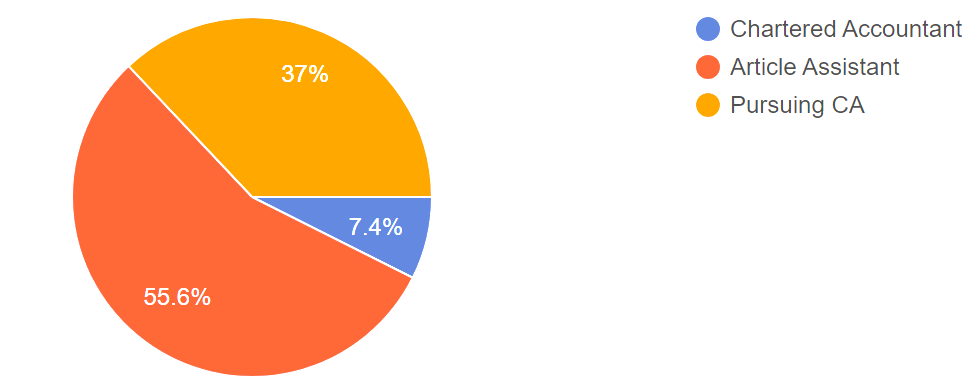 Chartered Accountant
Article Assistant
Pursuing CA
37%
7.4%
55.6%